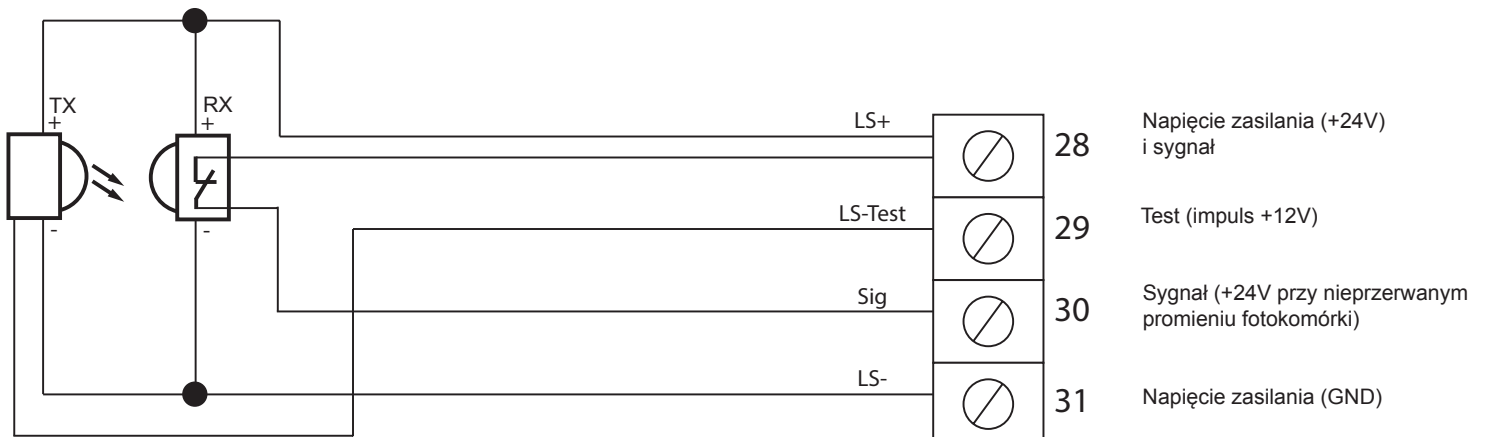 TX
+
-
RX
+
-
LS+
28
Napięcie zasilania (+24V)
i sygnał
LS-Test
29
Test (impuls +12V)
Sig
30
Sygnał (+24V przy nieprzerwanym
promieniu fotokomórki)
LS-
31
Napięcie zasilania (GND)